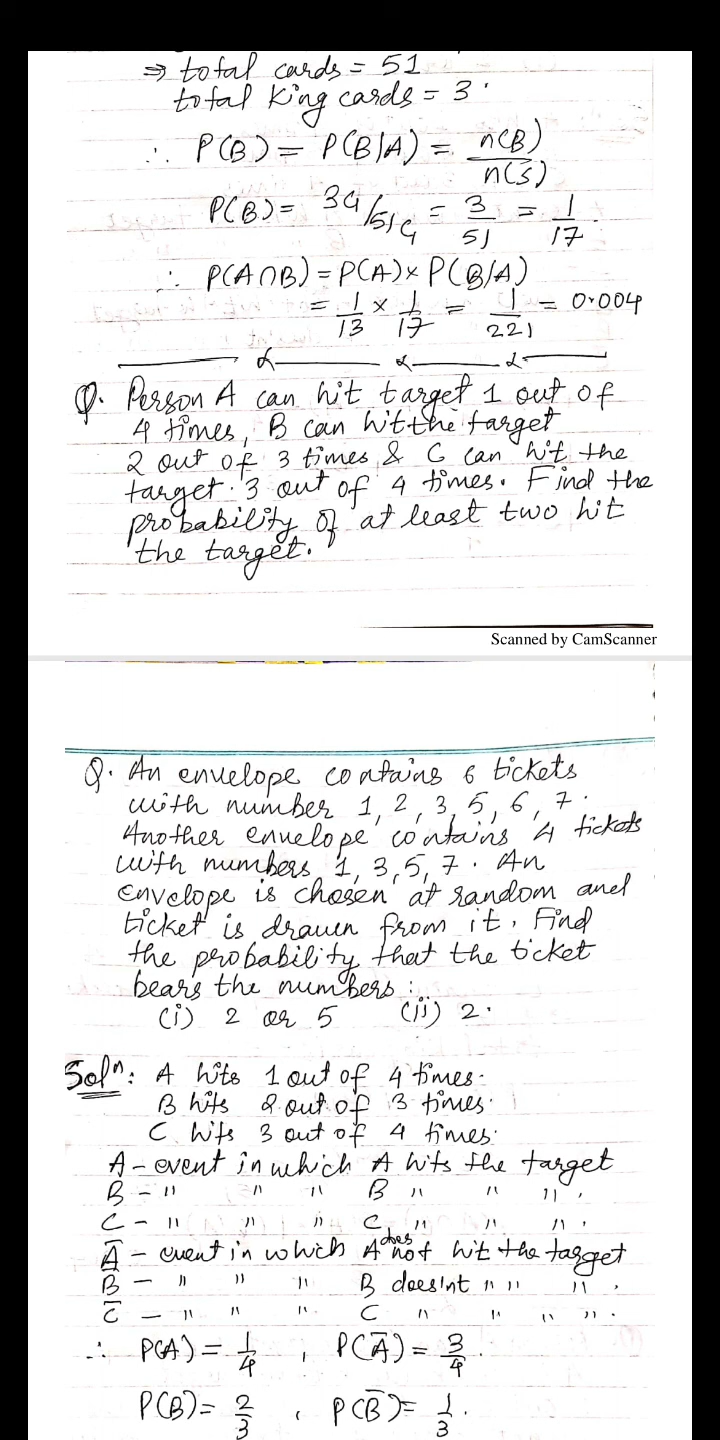 ⇒ total cards = 51
total King cards = 3.
∴ P(B) = P(B|A) = n(B)/n(S)
P(B) = 3C₁/51C₁ = 3/51 = 1/17.
∴ P(A∩B) = P(A) × P(B|A)
= 1/13 × 1/17 = 1/221 = 0.004
Q. Person A can hit target 1 out of
4 times, B can hit the target
2 out of 3 times & C can hit the
target 3 out of 4 times. Find the
probability of at least two hit
the target.
Scanned by CamScanner
Q. An envelope contains 6 tickets
with number 1, 2, 3, 5, 6, 7.
Another envelope contains 4 tickets
with numbers 1, 3, 5, 7. An
envelope is chosen at random and
ticket is drawn from it. Find
the probability that the ticket
bears the numbers :
(i) 2 or 5 (ii) 2.
Solⁿ: A hits 1 out of 4 times.
B hits 2 out of 3 times.
C hits 3 out of 4 times.
A - event in which A hits the target
B - " " " B " " ".
C - " " " C " " ".
A̅ - event in which A does not hit the target
B̅ - " " " B does'nt " " ".
C̅ - " " " C " " " ".
∴ P(A) = 1/4 , P(A̅) = 3/4.
P(B) = 2/3 , P(B̅) = 1/3.